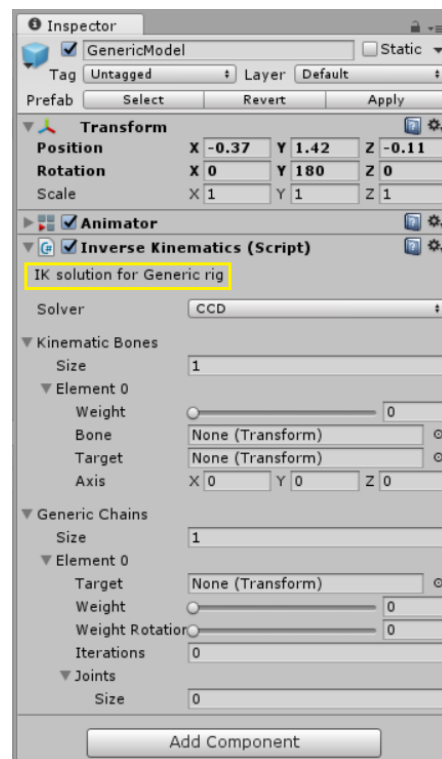 Inspector
GenericModel Static
Tag Untagged Layer Default
Prefab Select Revert Apply
Transform
Position X -0.37 Y 1.42 Z -0.11
Rotation X 0 Y 180 Z 0
Scale X 1 Y 1 Z 1
Animator
Inverse Kinematics (Script)
IK solution for Generic rig
Solver CCD
Kinematic Bones
Size 1
Element 0
Weight 0
Bone None (Transform)
Target None (Transform)
Axis X 0 Y 0 Z 0
Generic Chains
Size 1
Element 0
Target None (Transform)
Weight 0
Weight Rotation 0
Iterations 0
Joints
Size 0
Add Component